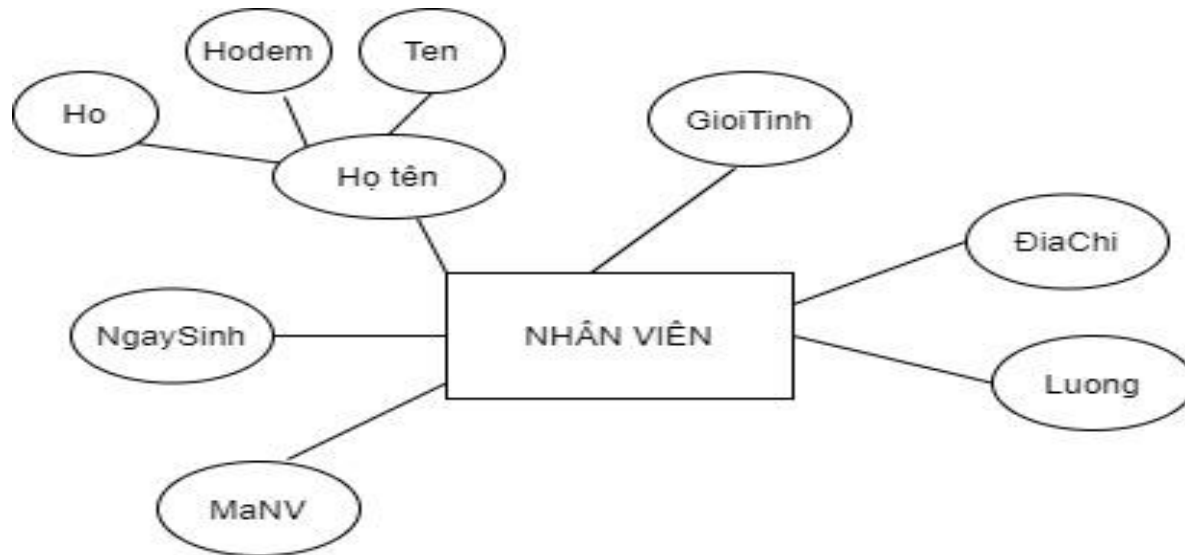 Hodem
Ten
Ho
GioiTinh
Họ tên
ĐiaChi
NgaySinh
NHÂN VIÊN
Luong
MaNV